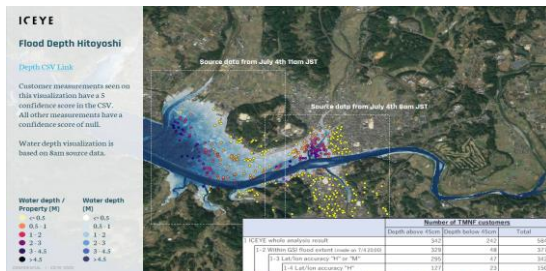 ICEYE
Flood Depth Hitoyoshi
Depth CSV Link
Customer measurements seen on
this visualization have a 5
confidence score in the CSV.
All other measurements have a
confidence score of null.
Water depth visualization is
based on 8am source data.
Water depth /
Property (M)
<- 0.5
0.5 - 1
1 - 2
2 - 3
3 - 4.5
>4.5
Water depth
(M)
<- 0.5
0.5 - 1
1 - 2
2 - 3
3 - 4.5
>4.5
Source data from July 4th 11am JST
Source data from July 4th 8am JST
Number of TMNF customers
Depth above 45cm Depth below 45cm Total
1 ICEYE whole analysis result 342 242 584
1-2 Within GSI flood extent 329 48 377
1-3 Lat/lon accuracy "H" or "M" 295 47 342
1-4 Lat/lon accuracy "H" 127 23